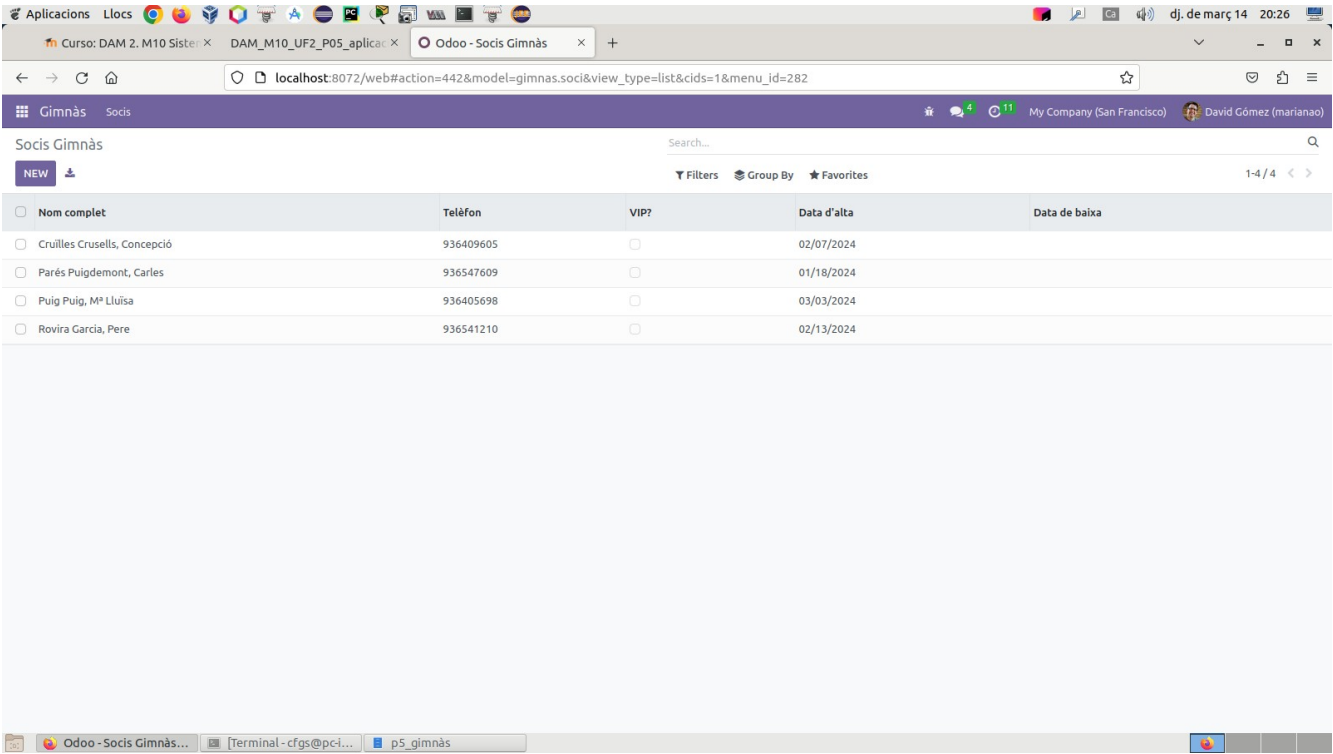 Aplicacions Llocs Ca dj. de març 14 20:26
Curso: DAM 2. M10 Sister DAM_M10_UF2_P05_aplicac Odoo - Socis Gimnàs
localhost:8072/web#action=442&model=gimnas.soci&view_type=list&cids=1&menu_id=282
Gimnàs Socis 4 11 My Company (San Francisco) David Gómez (marianao)
Socis Gimnàs Search...
NEW Filters Group By Favorites 1-4 / 4
Nom complet Telèfon VIP? Data d'alta Data de baixa
Cruïlles Crusells, Concepció 936409605 02/07/2024
Parés Puigdemont, Carles 936547609 01/18/2024
Puig Puig, Mª Lluïsa 936405698 03/03/2024
Rovira Garcia, Pere 936541210 02/13/2024
Odoo - Socis Gimnàs... [Terminal - cfgs@pc-i... p5_gimnàs